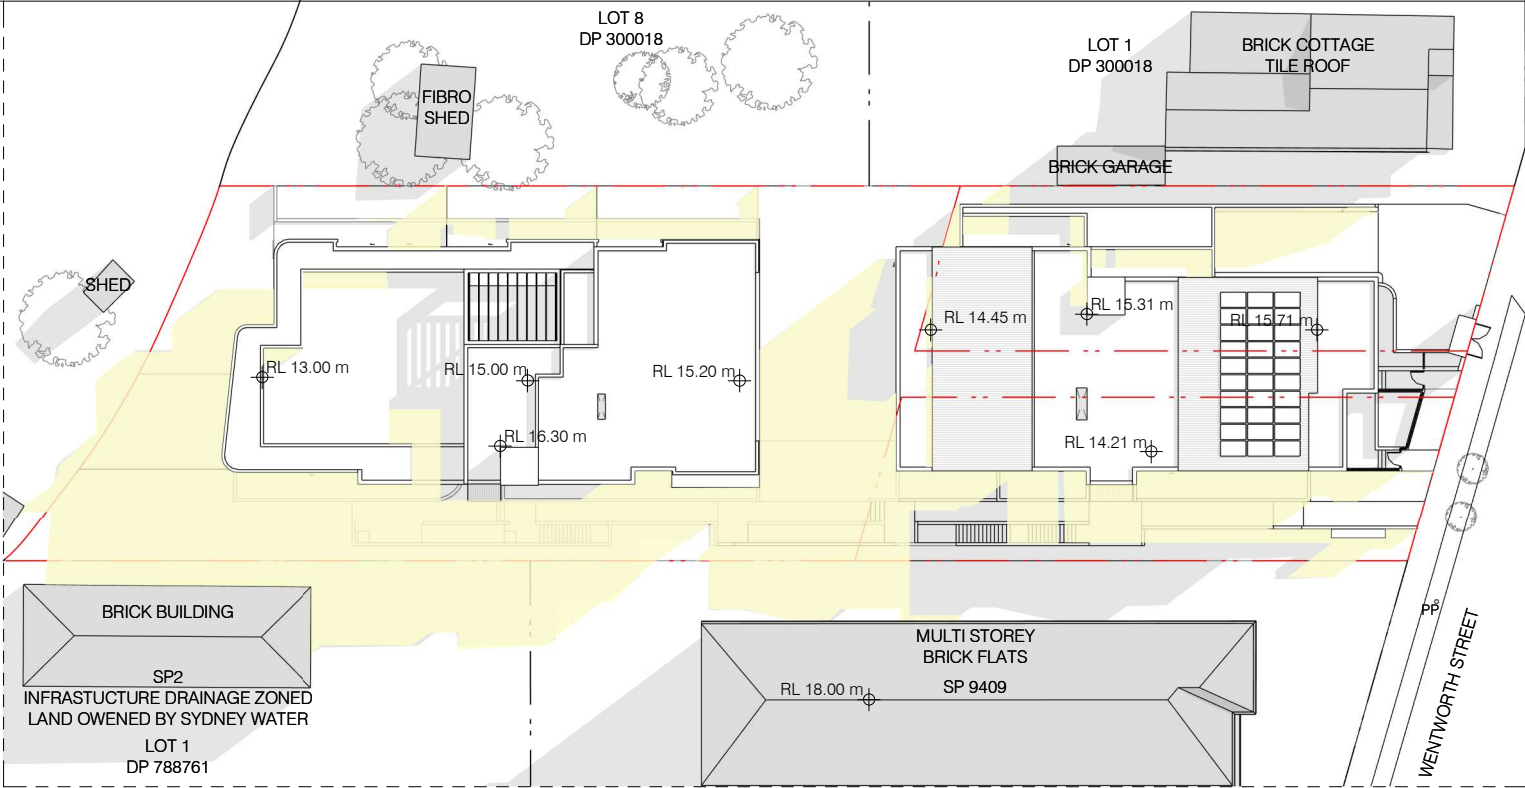 LOT 8
DP 300018
LOT 1
DP 300018
BRICK COTTAGE
TILE ROOF
FIBRO
SHED
BRICK GARAGE
SHED
RL 13.00 m
RL 15.00 m
RL 15.20 m
RL 16.30 m
RL 14.45 m
RL 15.31 m
RL 15.71 m
RL 14.21 m
BRICK BUILDING
SP2
INFRASTUCTURE DRAINAGE ZONED
LAND OWENED BY SYDNEY WATER
LOT 1
DP 788761
MULTI STOREY
BRICK FLATS
SP 9409
RL 18.00 m
PP
WENTWORTH STREET